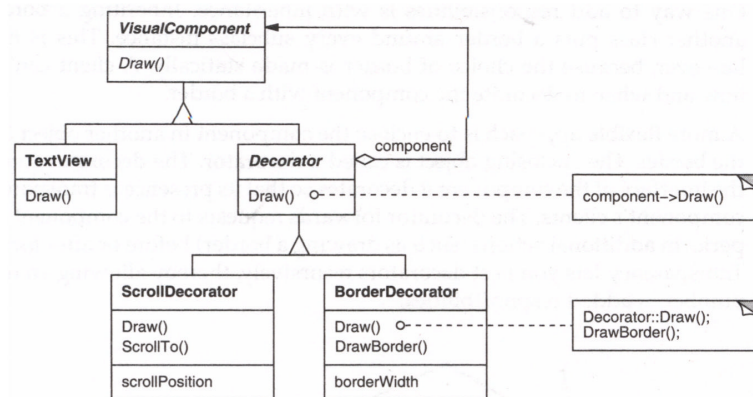 VisualComponent
Draw()
component
TextView
Draw()
Decorator
Draw()
component–>Draw()
ScrollDecorator
Draw()
ScrollTo()
scrollPosition
BorderDecorator
Draw()
DrawBorder()
borderWidth
Decorator::Draw();
DrawBorder();